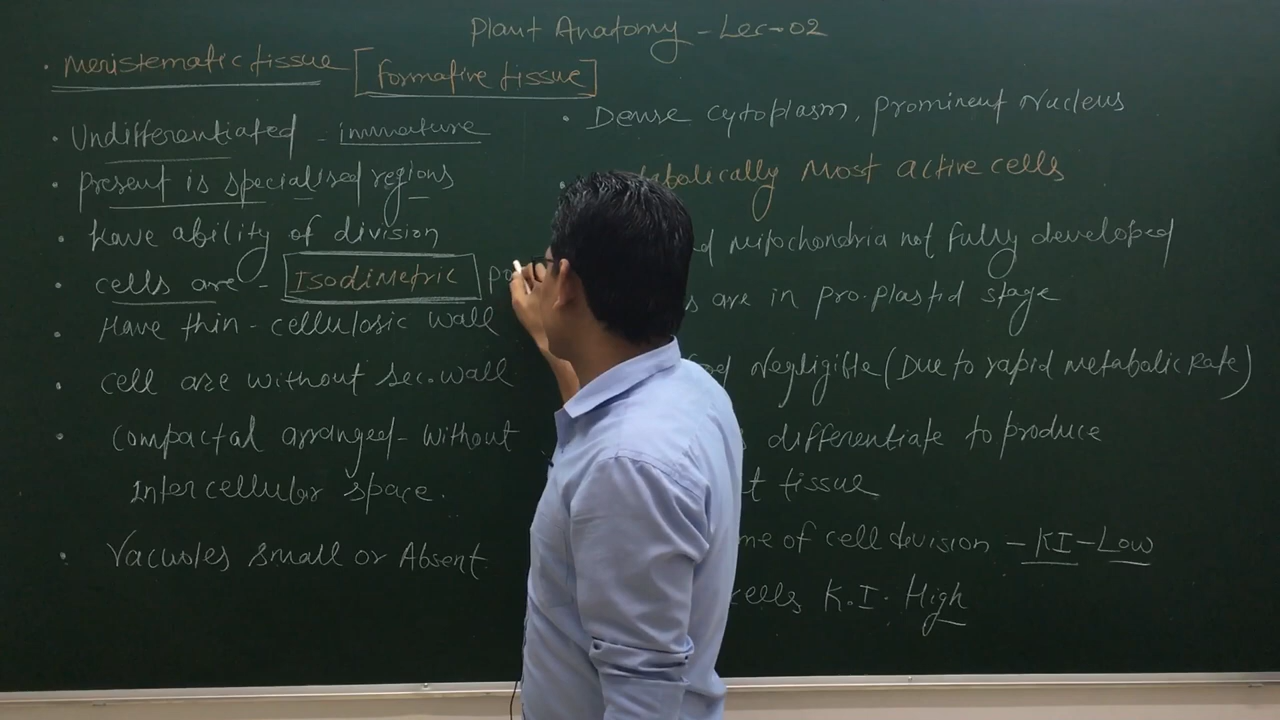 Plant Anatomy - Lec-02
. Meristematic tissue [Formative tissue]
. Undifferentiated - immature
. Present is specialised regions
. Have ability of division
. cells are - Isodimetric
. Have thin - cellulosic wall
. cell are without sec. wall
. Compactal arranged - without
Intercellular space.
. Vacuoles small or Absent.
. Dense cytoplasm, prominent Nucleus
Most active cells
mitochondria not fully developed
are in pro.plastid stage
Negligible (Due to rapid metabolic Rate)
differentiate to produce
tissue
of cell division - KI - Low
cells K.I. High